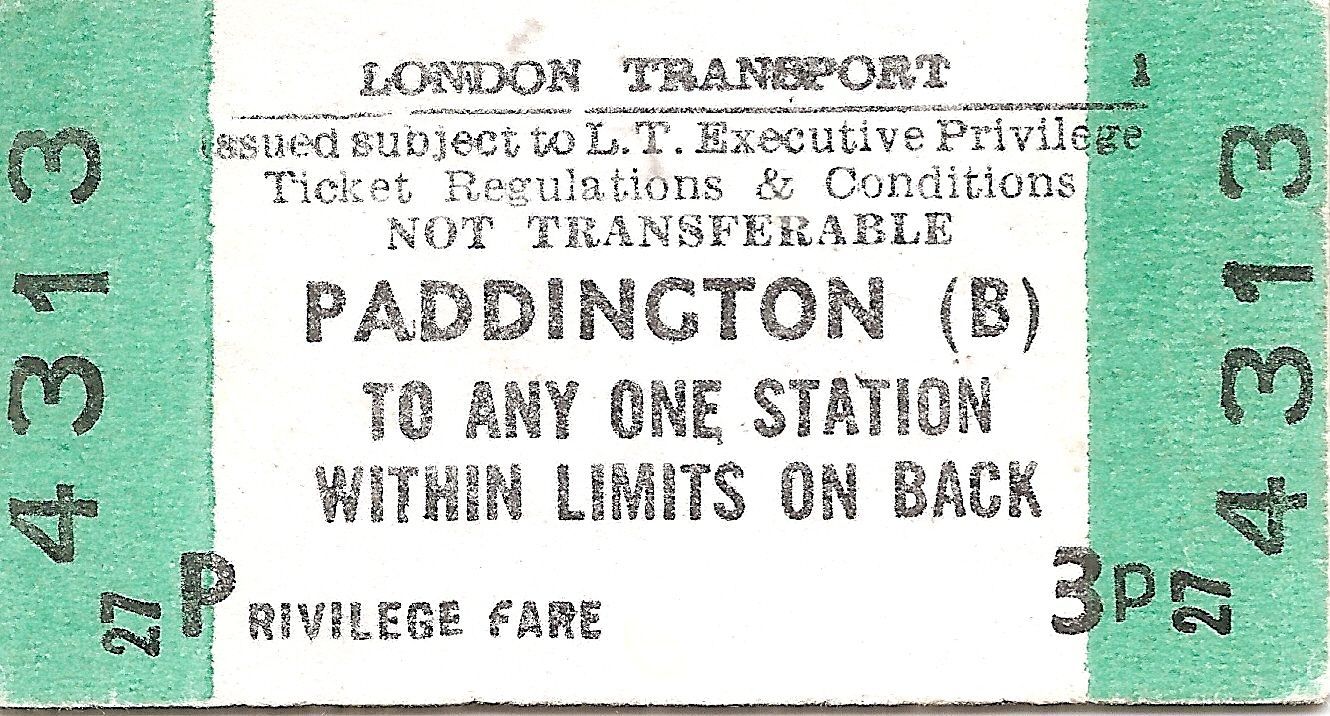 LONDON TRANSPORT 1
Issued subject to L.T. Executive Privilege
Ticket Regulations & Conditions
NOT TRANSFERABLE
PADDINGTON (B)
TO ANY ONE STATION
WITHIN LIMITS ON BACK
PRIVILEGE FARE 3P
4313
27
4313
27